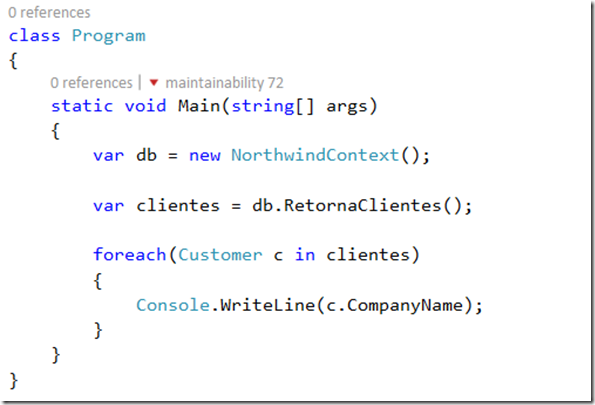 0 references
class Program
{
0 references | ▼ maintainability 72
static void Main(string[] args)
{
var db = new NorthwindContext();
var clientes = db.RetornaClientes();
foreach(Customer c in clientes)
{
Console.WriteLine(c.CompanyName);
}
}
}